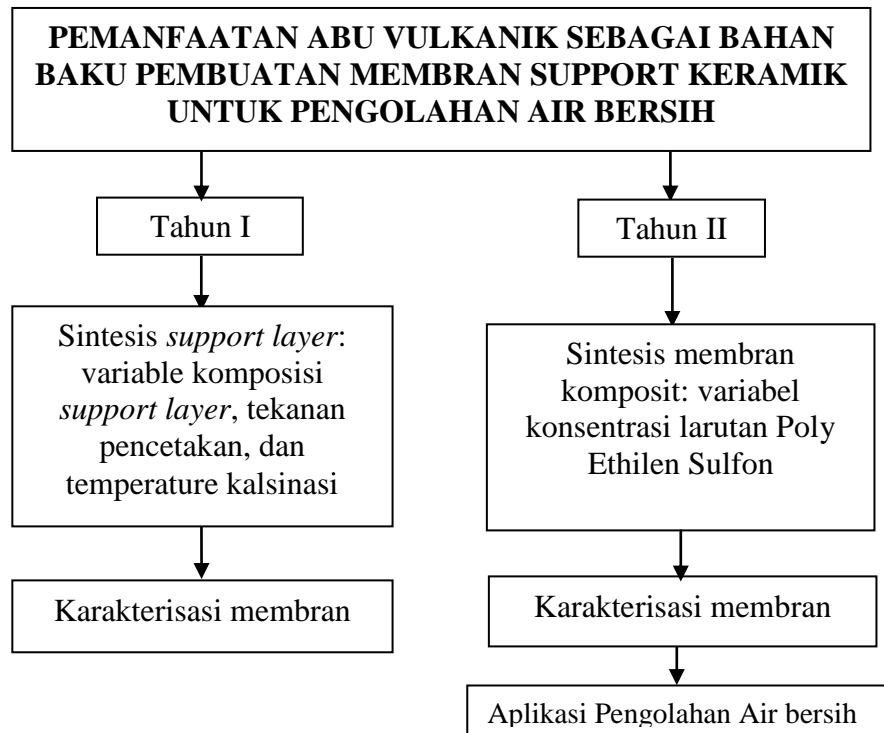 PEMANFAATAN ABU VULKANIK SEBAGAI BAHAN
BAKU PEMBUATAN MEMBRAN SUPPORT KERAMIK
UNTUK PENGOLAHAN AIR BERSIH
Tahun I
Sintesis support layer:
variable komposisi
support layer, tekanan
pencetakan, dan
temperature kalsinasi
Karakterisasi membran
Tahun II
Sintesis membran
komposit: variabel
konsentrasi larutan Poly
Ethilen Sulfon
Karakterisasi membran
Aplikasi Pengolahan Air bersih